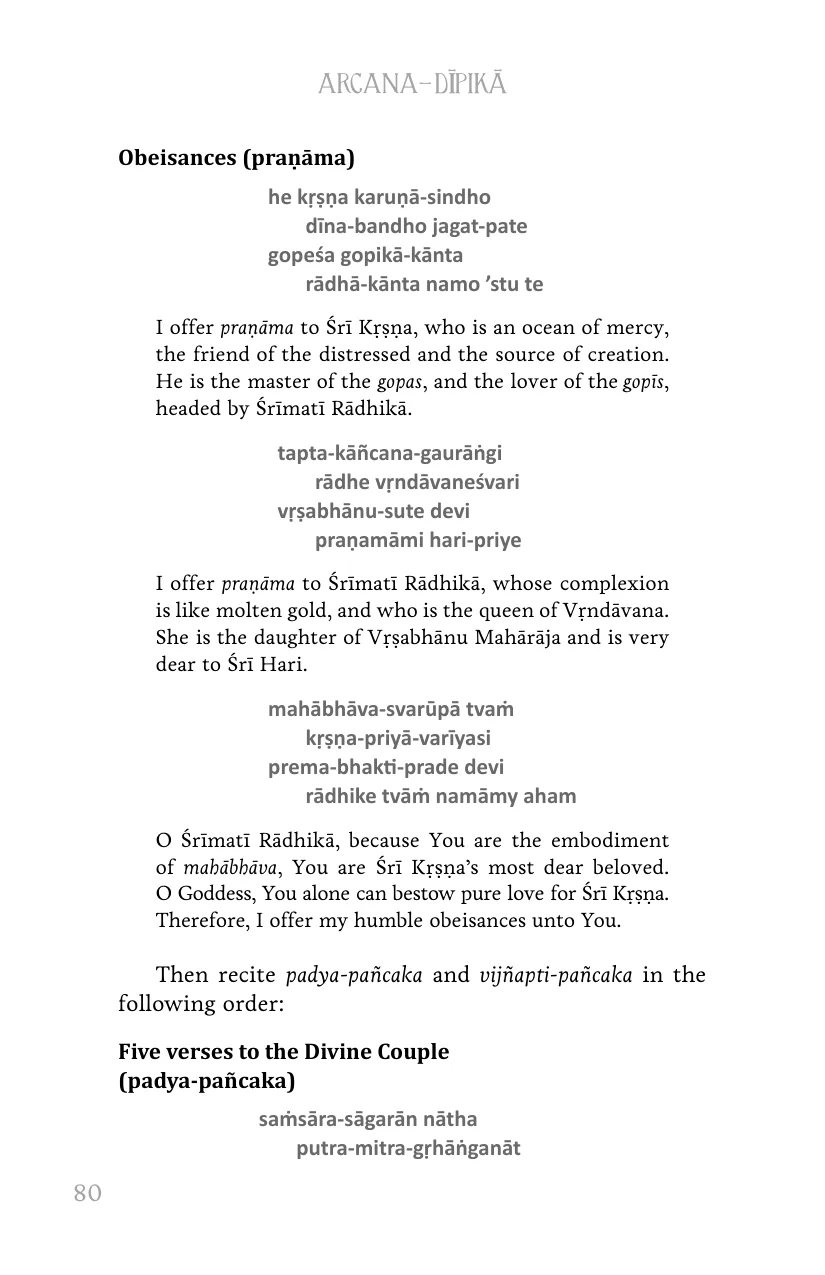 ARCANA–DĪPIKĀ
Obeisances (praṇāma)
he kṛṣṇa karuṇā-sindho
dīna-bandho jagat-pate
gopeśa gopikā-kānta
rādhā-kānta namo ’stu te
I offer praṇāma to Śrī Kṛṣṇa, who is an ocean of mercy,
the friend of the distressed and the source of creation.
He is the master of the gopas, and the lover of the gopīs,
headed by Śrīmatī Rādhikā.
tapta-kāñcana-gaurāṅgi
rādhe vṛndāvaneśvari
vṛṣabhānu-sute devi
praṇamāmi hari-priye
I offer praṇāma to Śrīmatī Rādhikā, whose complexion
is like molten gold, and who is the queen of Vṛndāvana.
She is the daughter of Vṛṣabhānu Mahārāja and is very
dear to Śrī Hari.
mahābhāva-svarūpā tvaṁ
kṛṣṇa-priyā-varīyasi
prema-bhakti-prade devi
rādhike tvāṁ namāmy aham
O Śrīmatī Rādhikā, because You are the embodiment
of mahābhāva, You are Śrī Kṛṣṇa’s most dear beloved.
O Goddess, You alone can bestow pure love for Śrī Kṛṣṇa.
Therefore, I offer my humble obeisances unto You.
Then recite padya-pañcaka and vijñapti-pañcaka in the
following order:
Five verses to the Divine Couple
(padya-pañcaka)
saṁsāra-sāgarān nātha
putra-mitra-gṛhāṅganāt
80